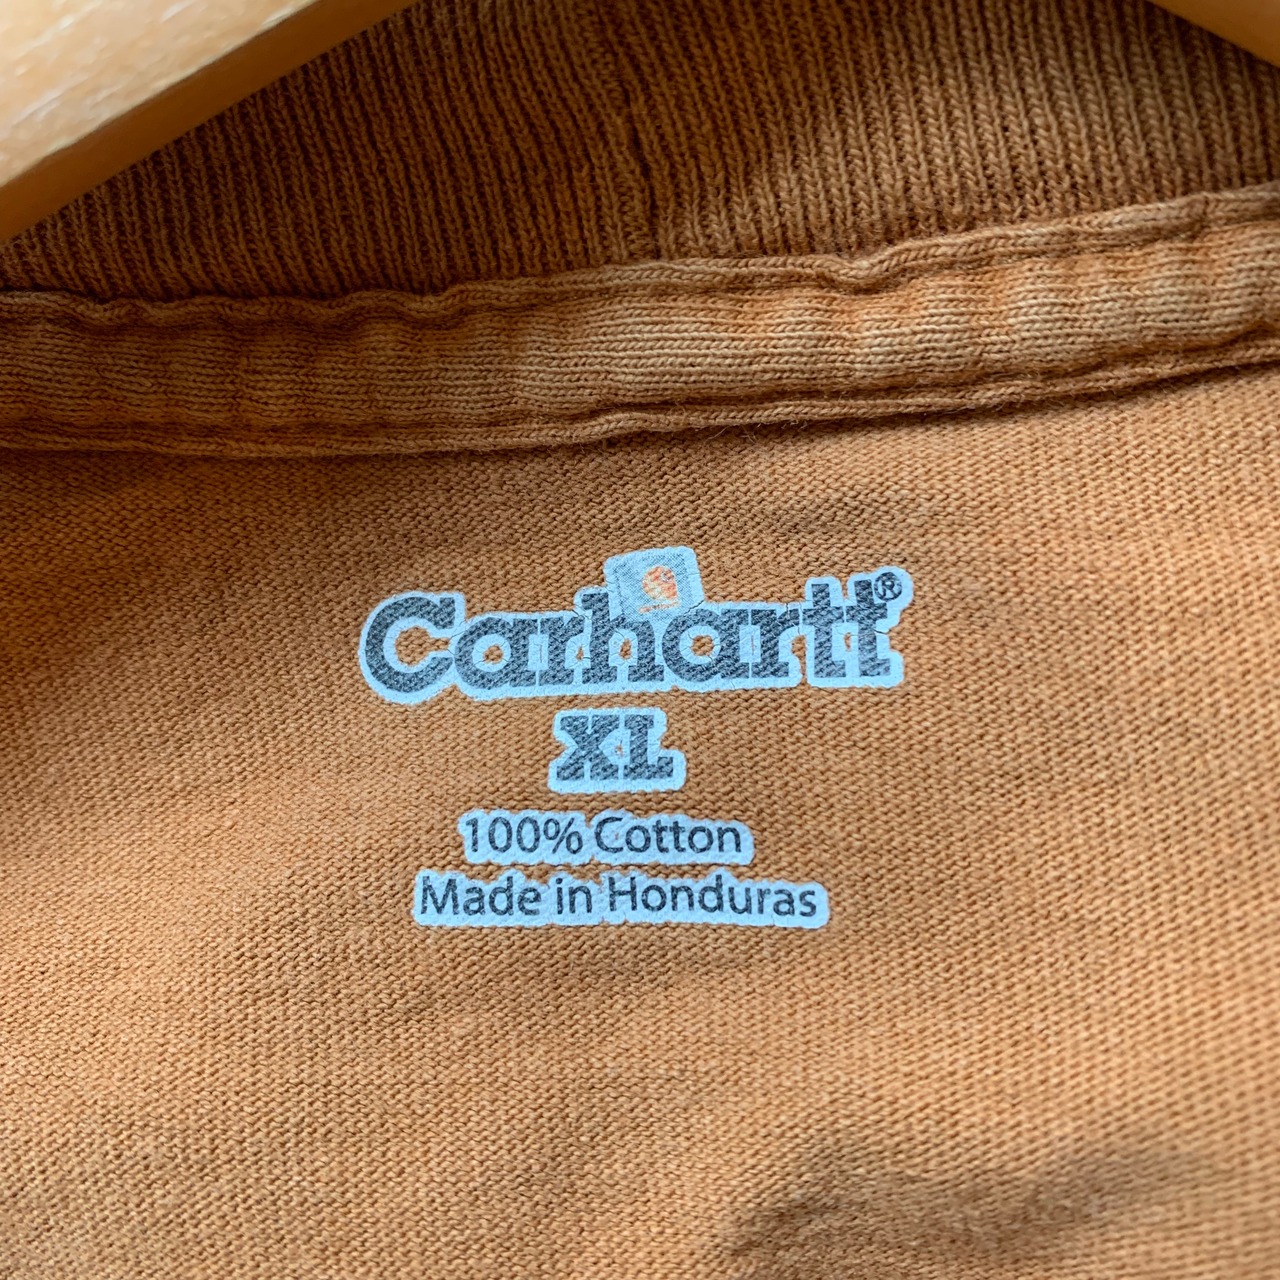 Carhartt®
XL
100% Cotton
Made in Honduras